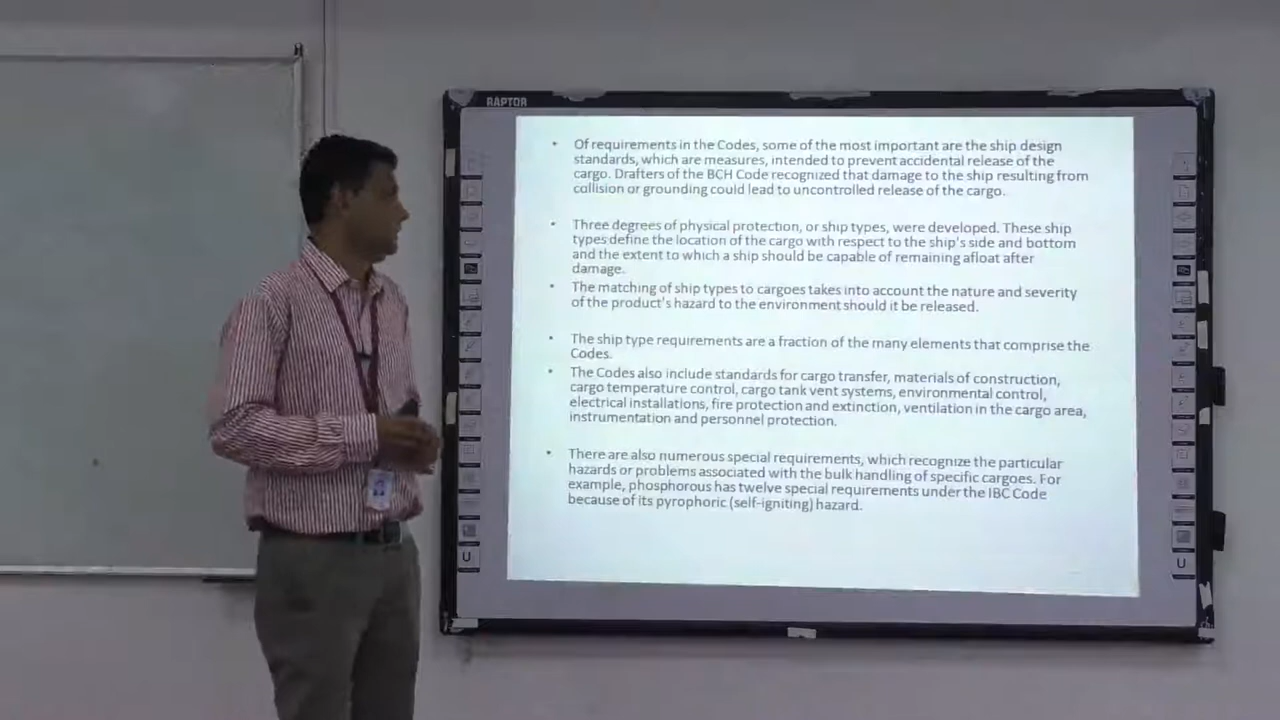 RAPTOR
• Of requirements in the Codes, some of the most important are the ship design
standards, which are measures, intended to prevent accidental release of the
cargo. Drafters of the BCH Code recognized that damage to the ship resulting from
collision or grounding could lead to uncontrolled release of the cargo.
• Three degrees of physical protection, or ship types, were developed. These ship
types define the location of the cargo with respect to the ship's side and bottom
and the extent to which a ship should be capable of remaining afloat after
damage.
• The matching of ship types to cargoes takes into account the nature and severity
of the product's hazard to the environment should it be released.
• The ship type requirements are a fraction of the many elements that comprise the
Codes.
• The Codes also include standards for cargo transfer, materials of construction,
cargo temperature control, cargo tank vent systems, environmental control,
electrical installations, fire protection and extinction, ventilation in the cargo area,
instrumentation and personnel protection.
• There are also numerous special requirements, which recognize the particular
hazards or problems associated with the bulk handling of specific cargoes. For
example, phosphorous has twelve special requirements under the IBC Code
because of its pyrophoric (self-igniting) hazard.
U
U